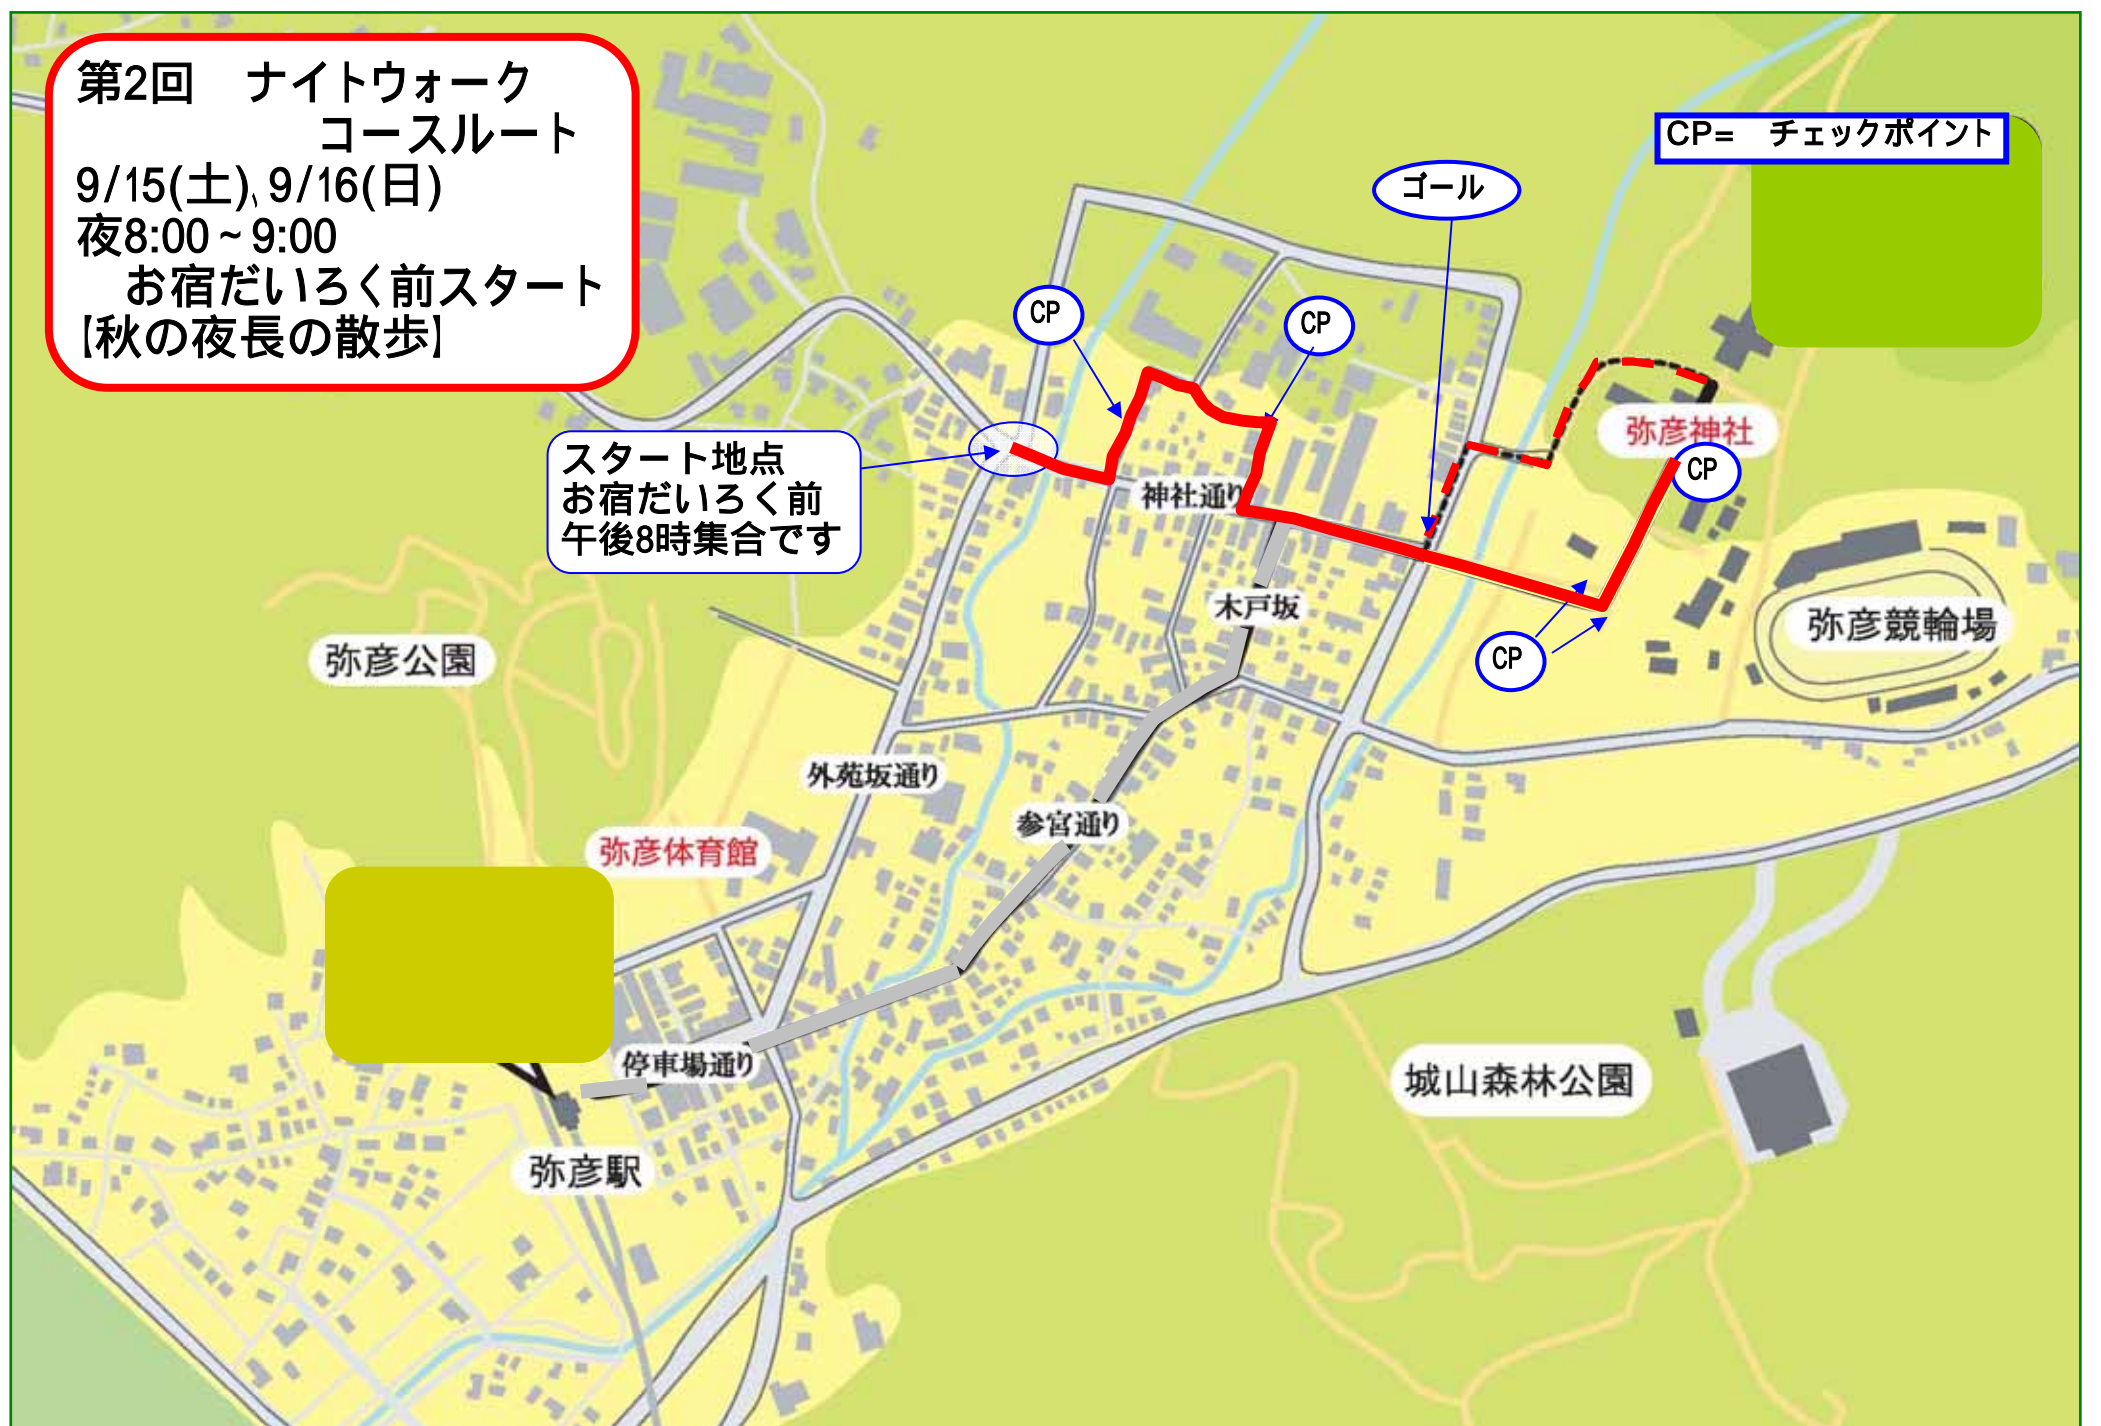 第2回　ナイトウォーク
コースルート
9/15(土)、9/16(日)
夜8:00～9:00
お宿だいろく前スタート
【秋の夜長の散歩】
CP=　チェックポイント
ゴール
CP
CP
スタート地点
お宿だいろく前
午後8時集合です
弥彦神社
CP
神社通り
木戸坂
CP
弥彦競輪場
弥彦公園
外苑坂通り
参宮通り
弥彦体育館
停車場通り
城山森林公園
弥彦駅